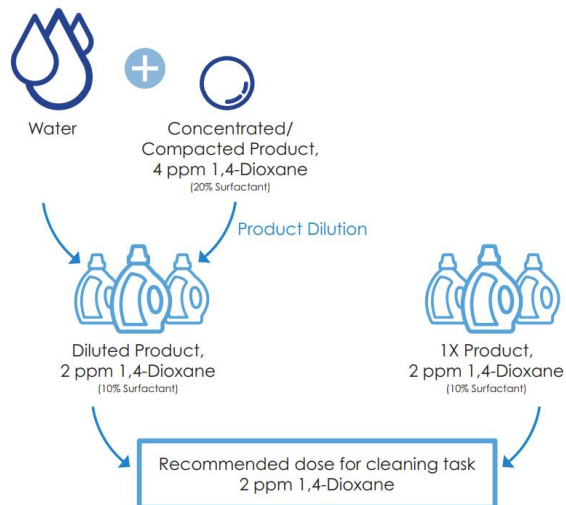 Water
Concentrated/
Compacted Product,
4 ppm 1,4-Dioxane
(20% Surfactant)
Product Dilution
Diluted Product,
2 ppm 1,4-Dioxane
(10% Surfactant)
1X Product,
2 ppm 1,4-Dioxane
(10% Surfactant)
Recommended dose for cleaning task
2 ppm 1,4-Dioxane